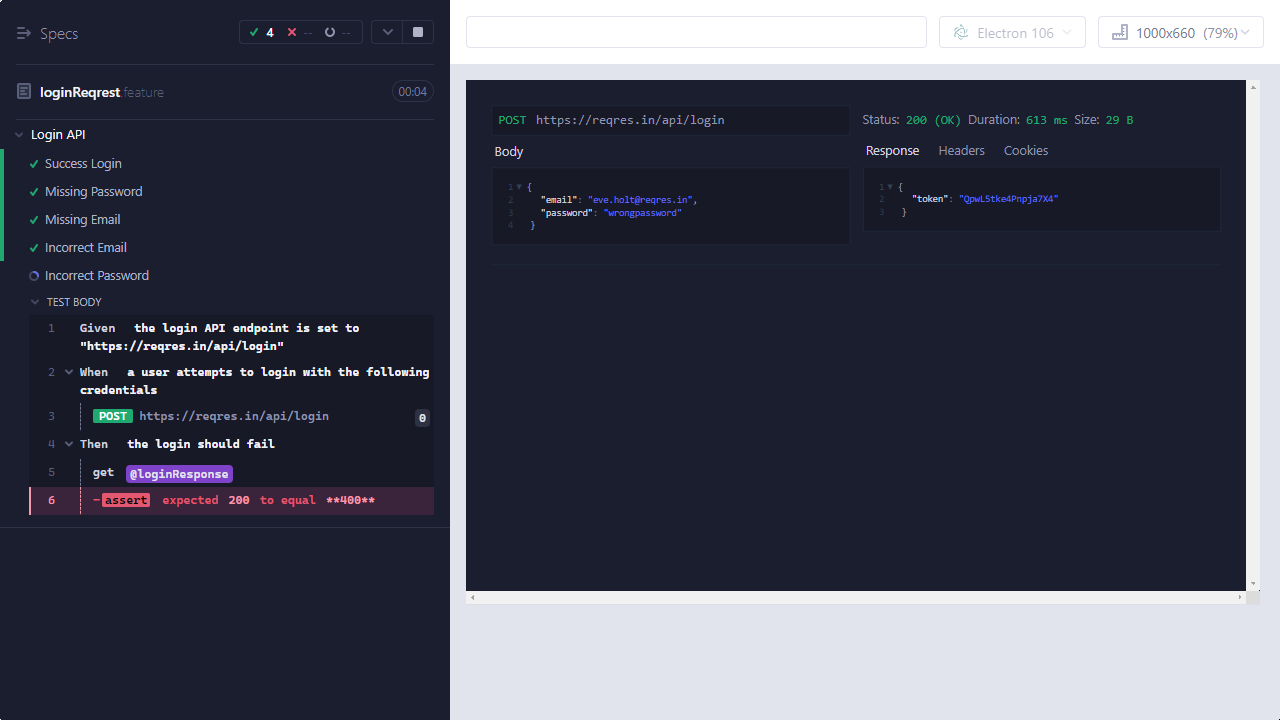 Specs
4 -- --
loginReqrest.feature 00:04
Login API
Success Login
Missing Password
Missing Email
Incorrect Email
Incorrect Password
TEST BODY
1 Given the login API endpoint is set to
"https://reqres.in/api/login"
2 When a user attempts to login with the following
credentials
3 POST https://reqres.in/api/login 0
4 Then the login should fail
5 get @loginResponse
6 -assert expected 200 to equal **400**
Electron 106
1000x660 (79%)
POST https://reqres.in/api/login
Body
1 {
2 "email": "eve.holt@reqres.in",
3 "password": "wrongpassword"
4 }
Status: 200 (OK) Duration: 613 ms Size: 29 B
Response Headers Cookies
1 {
2 "token": "QpwL5tke4Pnpja7X4"
3 }